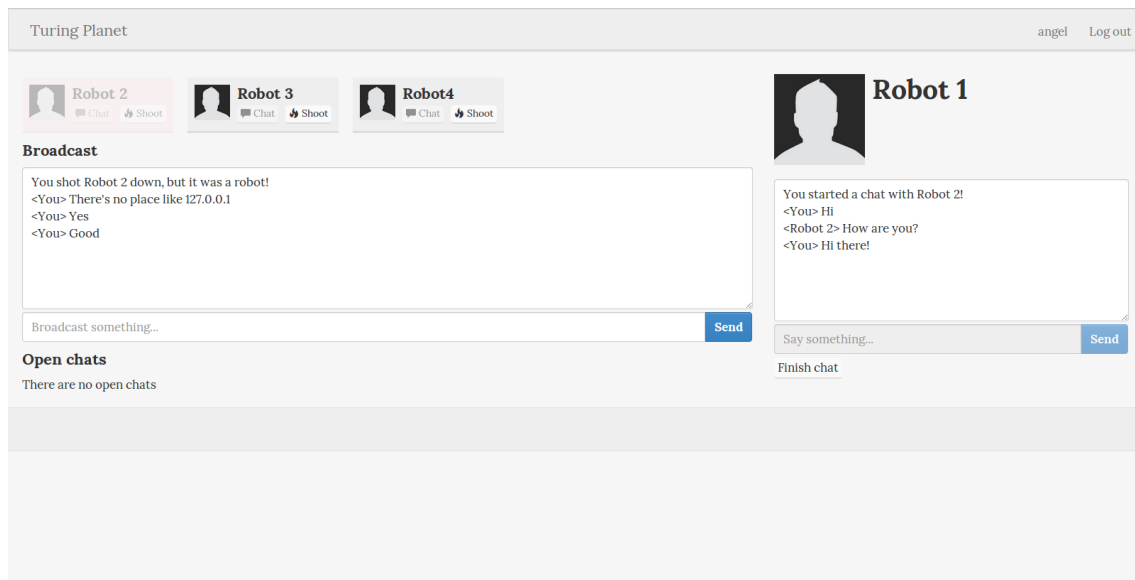 Turing Planet
angel Log out
Robot 2
Chat Shoot
Robot 3
Chat Shoot
Robot4
Chat Shoot
Broadcast
You shot Robot 2 down, but it was a robot!
<You> There's no place like 127.0.0.1
<You> Yes
<You> Good
Broadcast something...
Send
Open chats
There are no open chats
Robot 1
You started a chat with Robot 2!
<You> Hi
<Robot 2> How are you?
<You> Hi there!
Say something...
Send
Finish chat